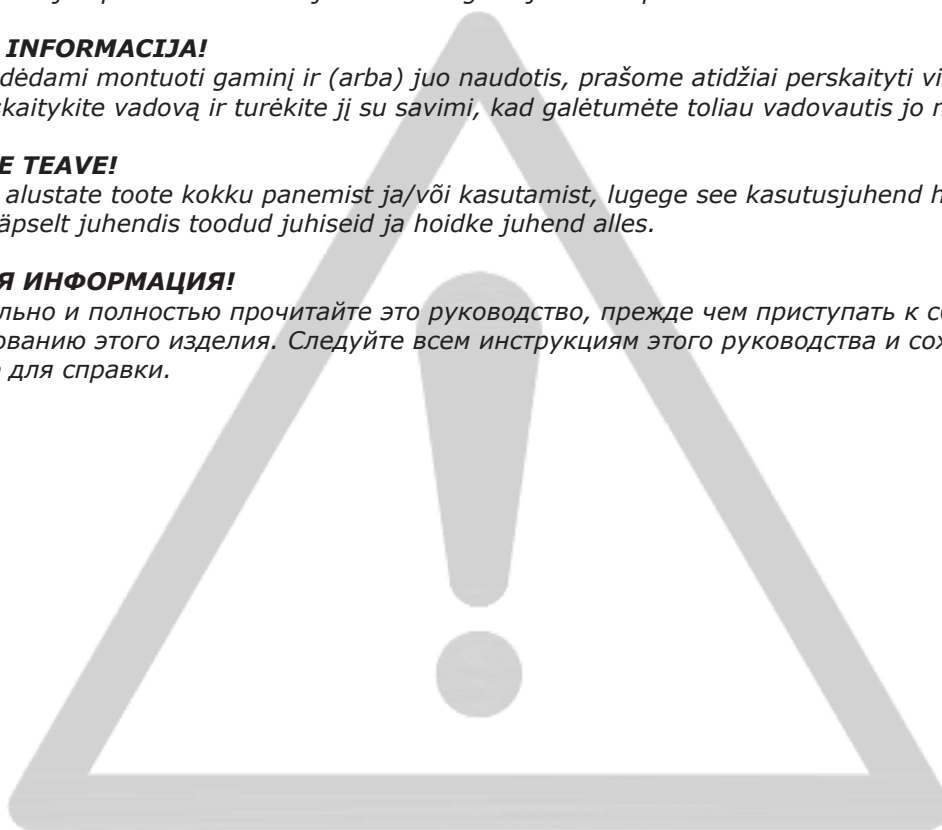 INFORMACIJA!
dėdami montuoti gaminį ir (arba) juo naudotis, prašome atidžiai perskaityti vi
kaitykite vadovą ir turėkite jį su savimi, kad galėtumėte toliau vadovautis jo
E TEAVE!
alustate toote kokku panemist ja/või kasutamist, lugege see kasutusjuhend h
äpselt juhendis toodud juhiseid ja hoidke juhend alles.
Я ИНФОРМАЦИЯ!
льно и полностью прочитайте это руководство, прежде чем приступать к с
ованию этого изделия. Следуйте всем инструкциям этого руководства и сох
для справки.